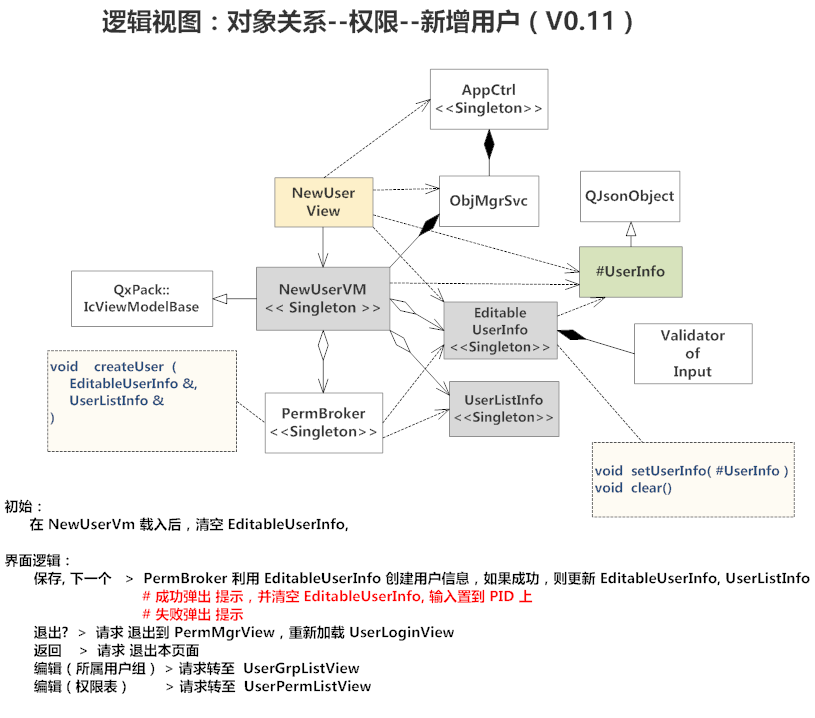 逻辑视图：对象关系--权限--新增用户（V0.11）
AppCtrl
<<Singleton>>
NewUser
View
ObjMgrSvc
QJsonObject
#UserInfo
QxPack::
IcViewModelBase
NewUserVM
<< Singleton >>
Editable
UserInfo
<<Singleton>>
Validator
of
Input
void createUser (
EditableUserInfo &,
UserListInfo &
)
PermBroker
<<Singleton>>
UserListInfo
<<Singleton>>
void setUserInfo( #UserInfo )
void clear()
初始：
在 NewUserVm 载入后，清空 EditableUserInfo,
界面逻辑：
保存, 下一个 > PermBroker 利用 EditableUserInfo 创建用户信息，如果成功，则更新 EditableUserInfo, UserListInfo
# 成功弹出 提示，并清空 EditableUserInfo, 输入置到 PID 上
# 失败弹出 提示
退出? > 请求 退出到 PermMgrView，重新加载 UserLoginView
返回 > 请求 退出本页面
编辑（所属用户组）> 请求转至 UserGrpListView
编辑（权限表） > 请求转至 UserPermListView